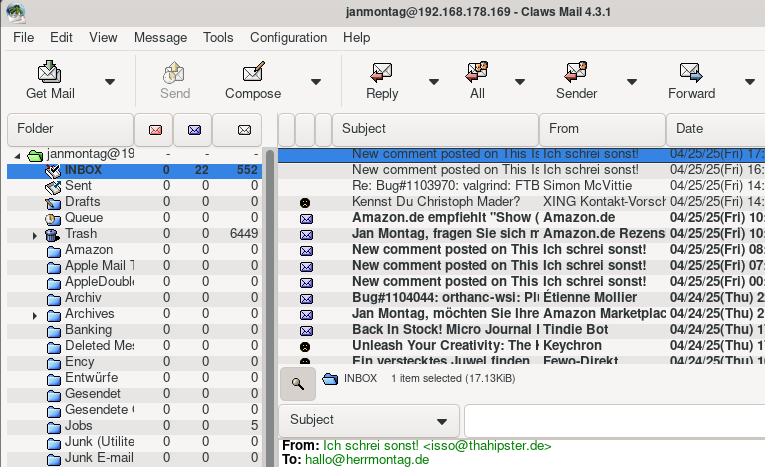 janmontag@192.168.178.169 - Claws Mail 4.3.1
File Edit View Message Tools Configuration Help
Get Mail Send Compose Reply All Sender Forward
Folder Subject From Date
janmontag@19 - - -
New comment posted on This Is Ich schrei sonst! 04/25/25(Fri) 17:
INBOX 0 22 552
New comment posted on This Is Ich schrei sonst! 04/25/25(Fri) 16:
Sent 0 0 0
Re: Bug#1103970: valgrind: FTB Simon McVittie 04/25/25(Fri) 14:
Drafts 0 0 0
Kennst Du Christoph Mader? XING Kontakt-Vorsch 04/25/25(Fri) 14:
Queue 0 0 0
Amazon.de empfiehlt "Show ( Amazon.de 04/25/25(Fri) 10:
Trash 0 0 6449
Jan Montag, fragen Sie sich m Amazon.de Rezens 04/25/25(Fri) 10:
Amazon 0 0 0
New comment posted on This Ich schrei sonst! 04/25/25(Fri) 08:
Apple Mail T 0 0 0
New comment posted on This Ich schrei sonst! 04/25/25(Fri) 07:
AppleDouble 0 0 0
New comment posted on This Ich schrei sonst! 04/25/25(Fri) 00:
Archiv 0 0 0
Bug#1104044: orthanc-wsi: Plu Étienne Mollier 04/24/25(Thu) 22
Archives 0 0 0
Jan Montag, möchten Sie Ihre Amazon Marketplac 04/24/25(Thu) 2
Banking 0 0 0
Back In Stock! Micro Journal I Tindie Bot 04/24/25(Thu) 1
Deleted Mes 0 0 0
Unleash Your Creativity: The K Keychron 04/24/25(Thu) 1
Ency 0 0 0
Ein verstecktes Juwel finden Fewo-Direkt 04/24/25(Thu) 1
Entwürfe 0 0 0
INBOX 1 item selected (17.13KiB)
Gesendet 0 0 0
Gesendete 0 0 0
Jobs 0 0 5
Subject
Junk (Utilite 0 0 0
From: Ich schrei sonst! <isso@thahipster.de>
Junk E-mail 0 0 0
To: hallo@herrmontag.de